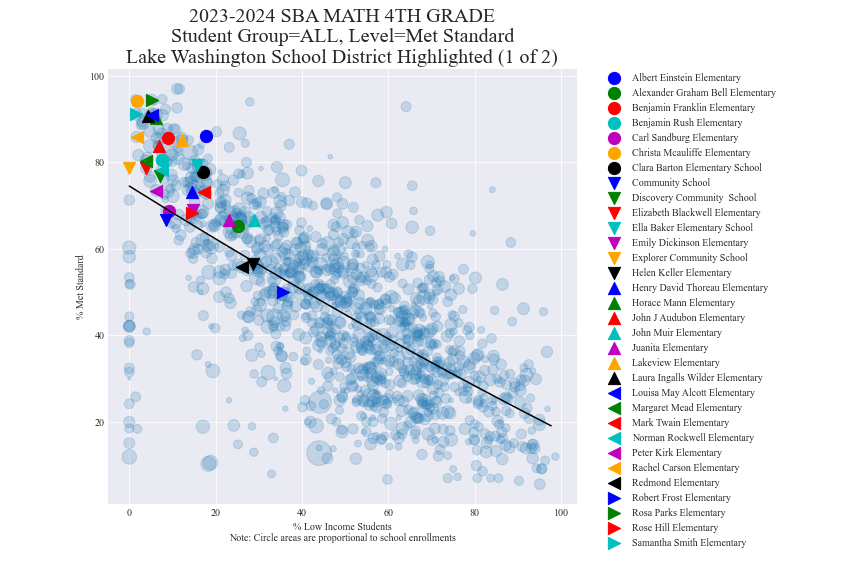 2023-2024 SBA MATH 4TH GRADE
Student Group=ALL, Level=Met Standard
Lake Washington School District Highlighted (1 of 2)
100
80
60
40
20
% Met Standard
0
20
40
60
80
100
% Low Income Students
Note: Circle areas are proportional to school enrollments
Albert Einstein Elementary
Alexander Graham Bell Elementary
Benjamin Franklin Elementary
Benjamin Rush Elementary
Carl Sandburg Elementary
Christa Mcauliffe Elementary
Clara Barton Elementary School
Community School
Discovery Community  School
Elizabeth Blackwell Elementary
Ella Baker Elementary School
Emily Dickinson Elementary
Explorer Community School
Helen Keller Elementary
Henry David Thoreau Elementary
Horace Mann Elementary
John J Audubon Elementary
John Muir Elementary
Juanita Elementary
Lakeview Elementary
Laura Ingalls Wilder Elementary
Louisa May Alcott Elementary
Margaret Mead Elementary
Mark Twain Elementary
Norman Rockwell Elementary
Peter Kirk Elementary
Rachel Carson Elementary
Redmond Elementary
Robert Frost Elementary
Rosa Parks Elementary
Rose Hill Elementary
Samantha Smith Elementary